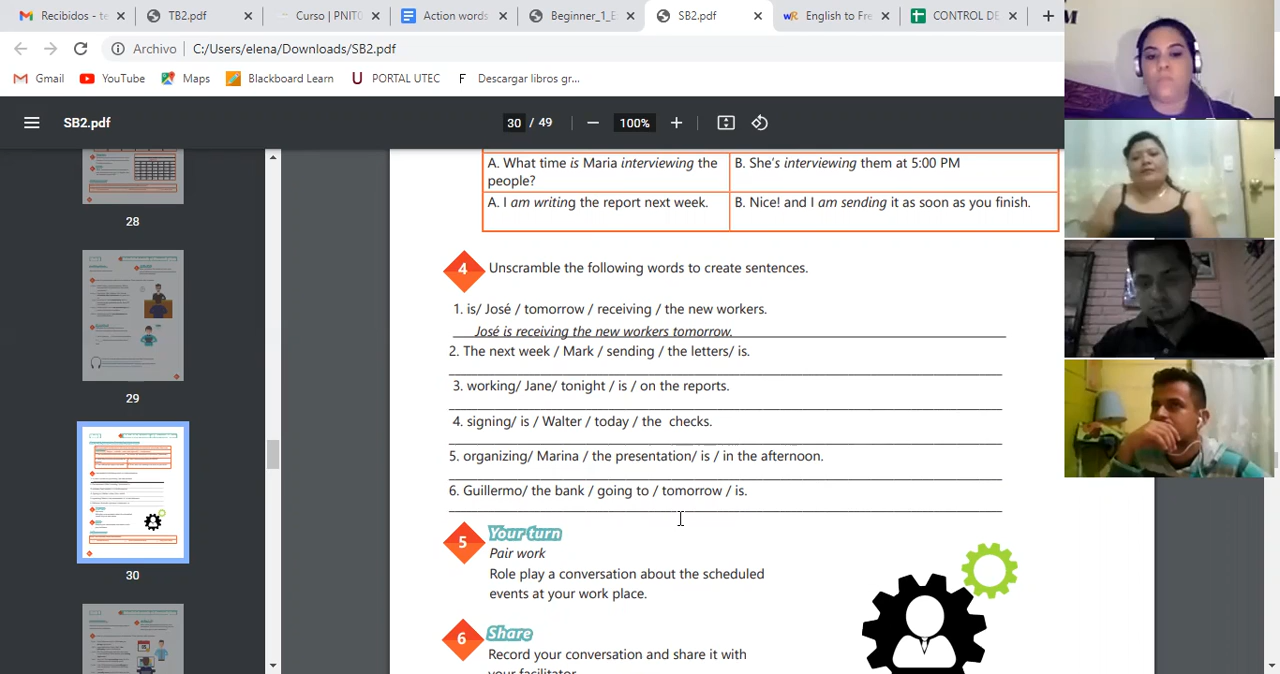 Recibidos - te
TB2.pdf
Curso | PNIT
Action words
Beginner_1_E
SB2.pdf
English to Fre
CONTROL DE
M
Archivo
C:/Users/elena/Downloads/SB2.pdf
Gmail
YouTube
Maps
Blackboard Learn
U PORTAL UTEC
F Descargar libros gr...
SB2.pdf
30 / 49
100%
A. What time is Maria interviewing the people?
B. She's interviewing them at 5:00 PM
A. I am writing the report next week.
B. Nice! and I am sending it as soon as you finish.
28
29
30
4 Unscramble the following words to create sentences.
1. is/ José / tomorrow / receiving / the new workers.
José is receiving the new workers tomorrow.
2. The next week / Mark / sending / the letters/ is.
3. working/ Jane/ tonight / is / on the reports.
4. signing/ is / Walter / today / the checks.
5. organizing/ Marina / the presentation/ is / in the afternoon.
6. Guillermo/ the bank / going to / tomorrow / is.
5 Your turn
Pair work
Role play a conversation about the scheduled
events at your work place.
6 Share
Record your conversation and share it with
your facilitator.